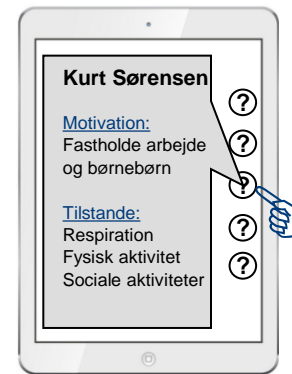 Kurt Sørensen
Motivation:
Fastholde arbejde
og børnebørn
Tilstande:
Respiration
Fysisk aktivitet
Sociale aktiviteter
?
?
?
?
?